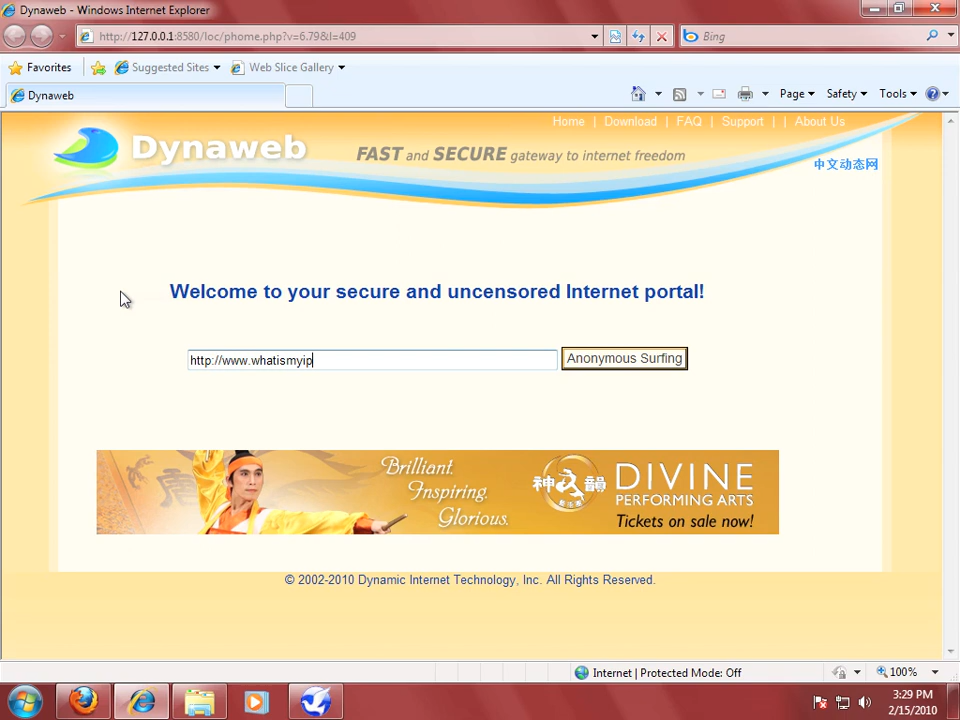 Dynaweb - Windows Internet Explorer
http://127.0.0.1:8580/loc/phome.php?v=6.79&l=409
Bing
Favorites
Suggested Sites
Web Slice Gallery
Dynaweb
Page
Safety
Tools
Home | Download | FAQ | Support | | About Us
Dynaweb
FAST and SECURE gateway to internet freedom
中文动态网
Welcome to your secure and uncensored Internet portal!
http://www.whatismyip
Anonymous Surfing
Brilliant.
Inspiring.
Glorious.
神韻
DIVINE
PERFORMING ARTS
Tickets on sale now!
© 2002-2010 Dynamic Internet Technology, Inc. All Rights Reserved.
Internet | Protected Mode: Off
100%
3:29 PM
2/15/2010